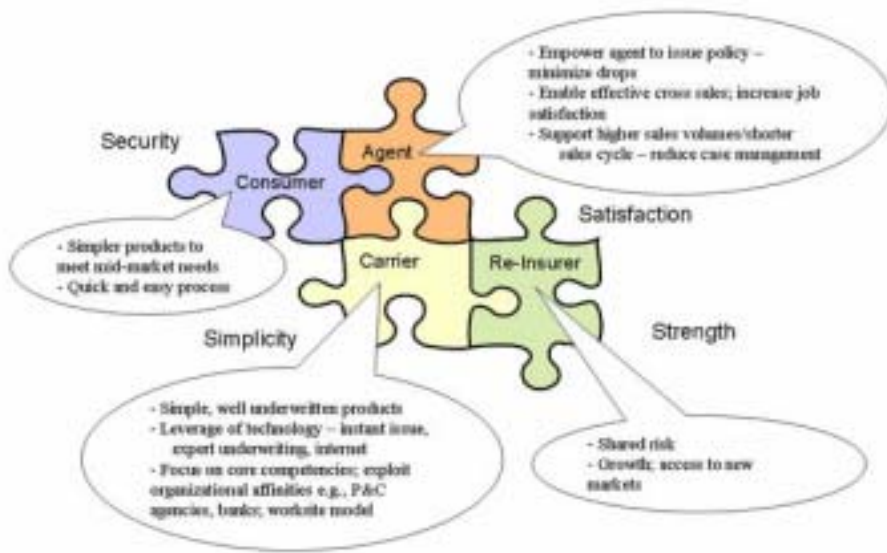 - Empower agent to issue policy –
minimize drops
- Enable effective cross sales; increase job
satisfaction
- Support higher sales volumes/shorter
sales cycle – reduce case management
Security
Agent
Consumer
Satisfaction
- Simpler products to
meet mid-market needs
- Quick and easy process
Carrier
Re-Insurer
Simplicity
Strength
- Simple, well underwritten products
- Leverage of technology – instant issue,
expert underwriting, internet
- Focus on core competencies; exploit
organizational affinities e.g., P&C
agencies, banks; worksite model
- Shared risk
- Growth; access to new
markets